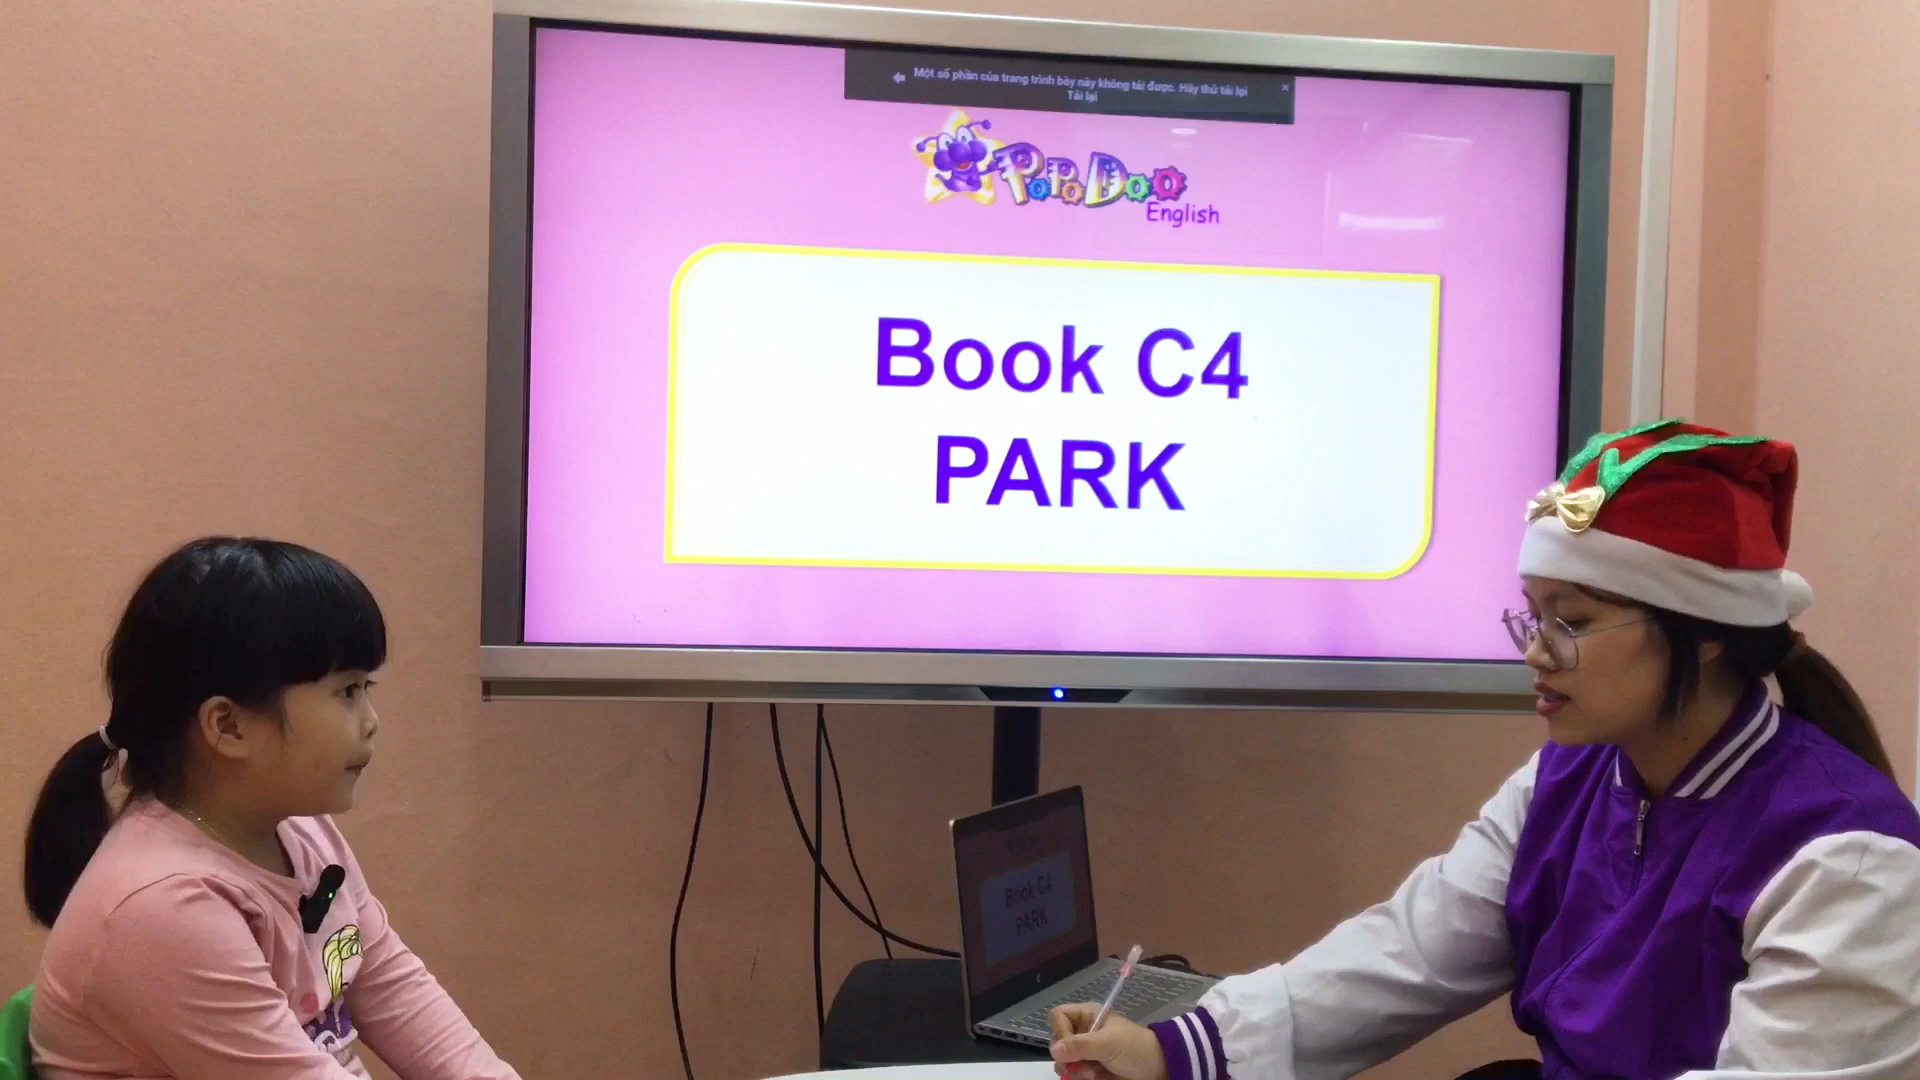 Một số phần của trang trình bày này không tải được. Hãy thử tải lại
Tải lại
PoPoDoo
English
Book C4
PARK
Book C4
PARK